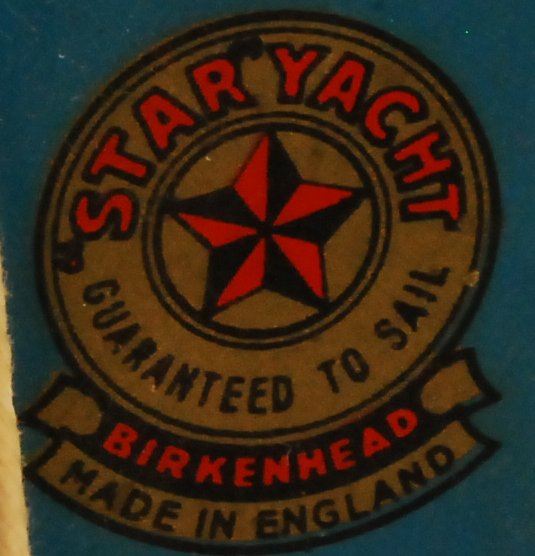 "STAR YACHT"
GUARANTEED TO SAIL
BIRKENHEAD
MADE IN ENGLAND